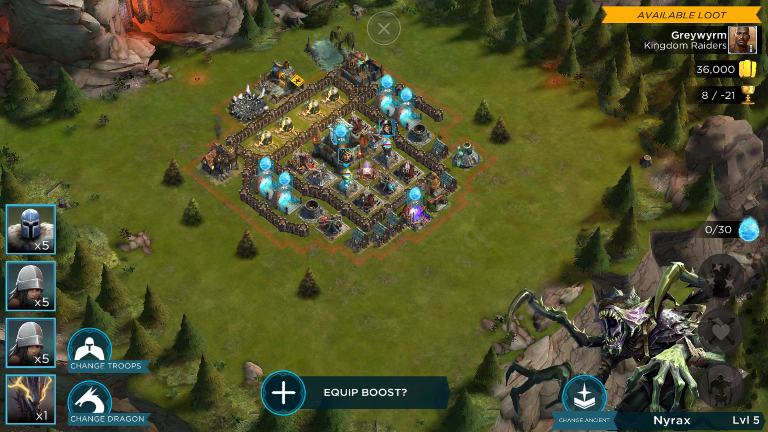 AVAILABLE LOOT
Greywyrm
Kingdom Raiders
36,000
8 / -21
0/30
x5
x5
x5
x1
CHANGE TROOPS
CHANGE DRAGON
EQUIP BOOST?
CHANGE ANCIENT
Nyrax
Lvl 5